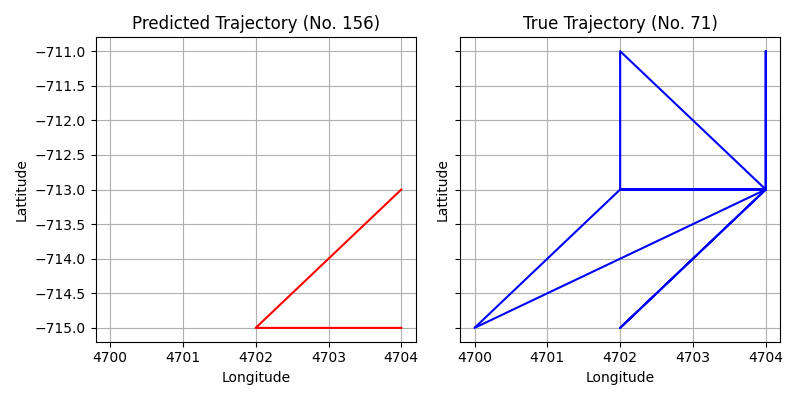 Predicted Trajectory (No. 156)
True Trajectory (No. 71)
Lattitude
−711.0
−711.5
−712.0
−712.5
−713.0
−713.5
−714.0
−714.5
−715.0
4700 4701 4702 4703 4704
Longitude
Lattitude
4700 4701 4702 4703 4704
Longitude